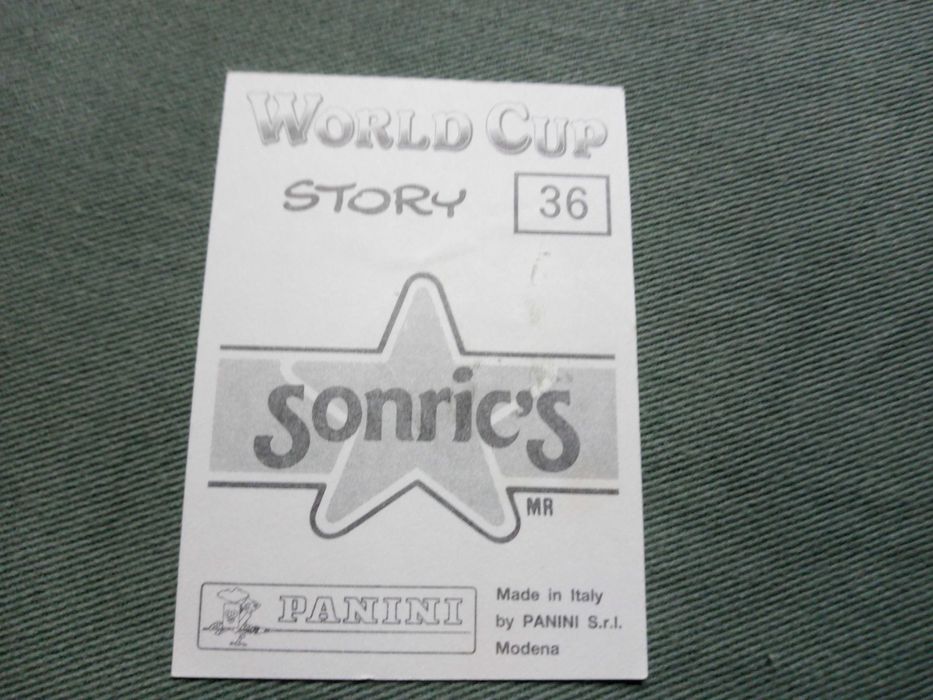 WORLD CUP
STORY
36
sonric's
MR
PANINI
Made in Italy
by PANINI S.r.l.
Modena